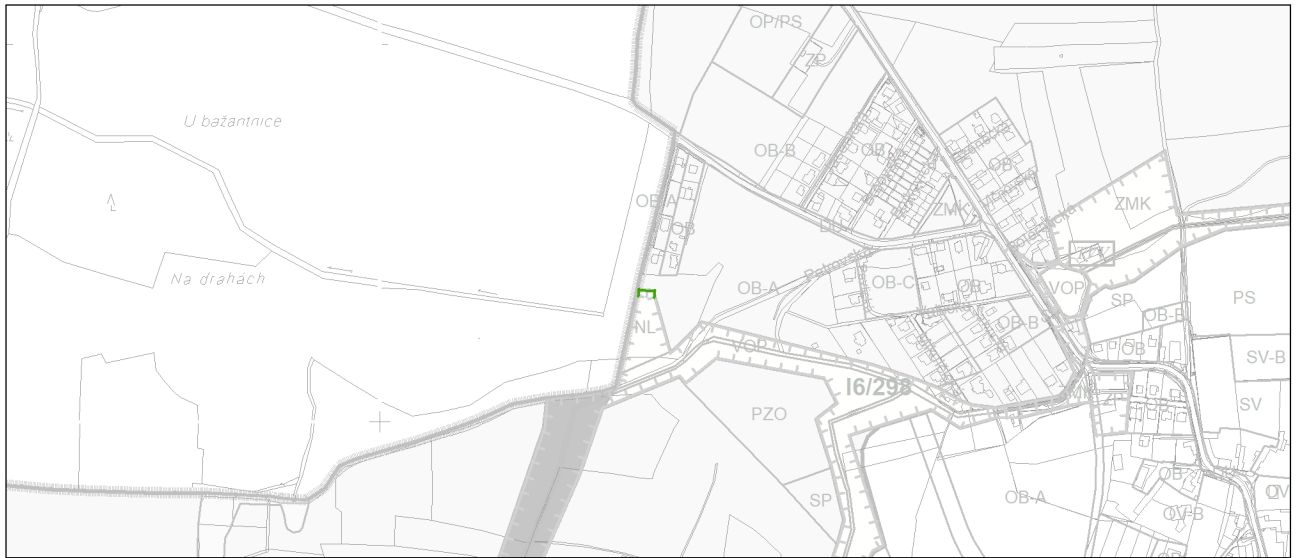 OP/PS
ZP
U bažantnice
OB-B
OB
OB
OB-A
ZMK
ZMK
OB
Na drahach
OB-A
OB-C
OB
VOP
SP
PS
NL
OB-B
OB-B
VOP
OB
SV-B
I6/298
PZO
SV
OB
SP
OB-A
OV
OV-B